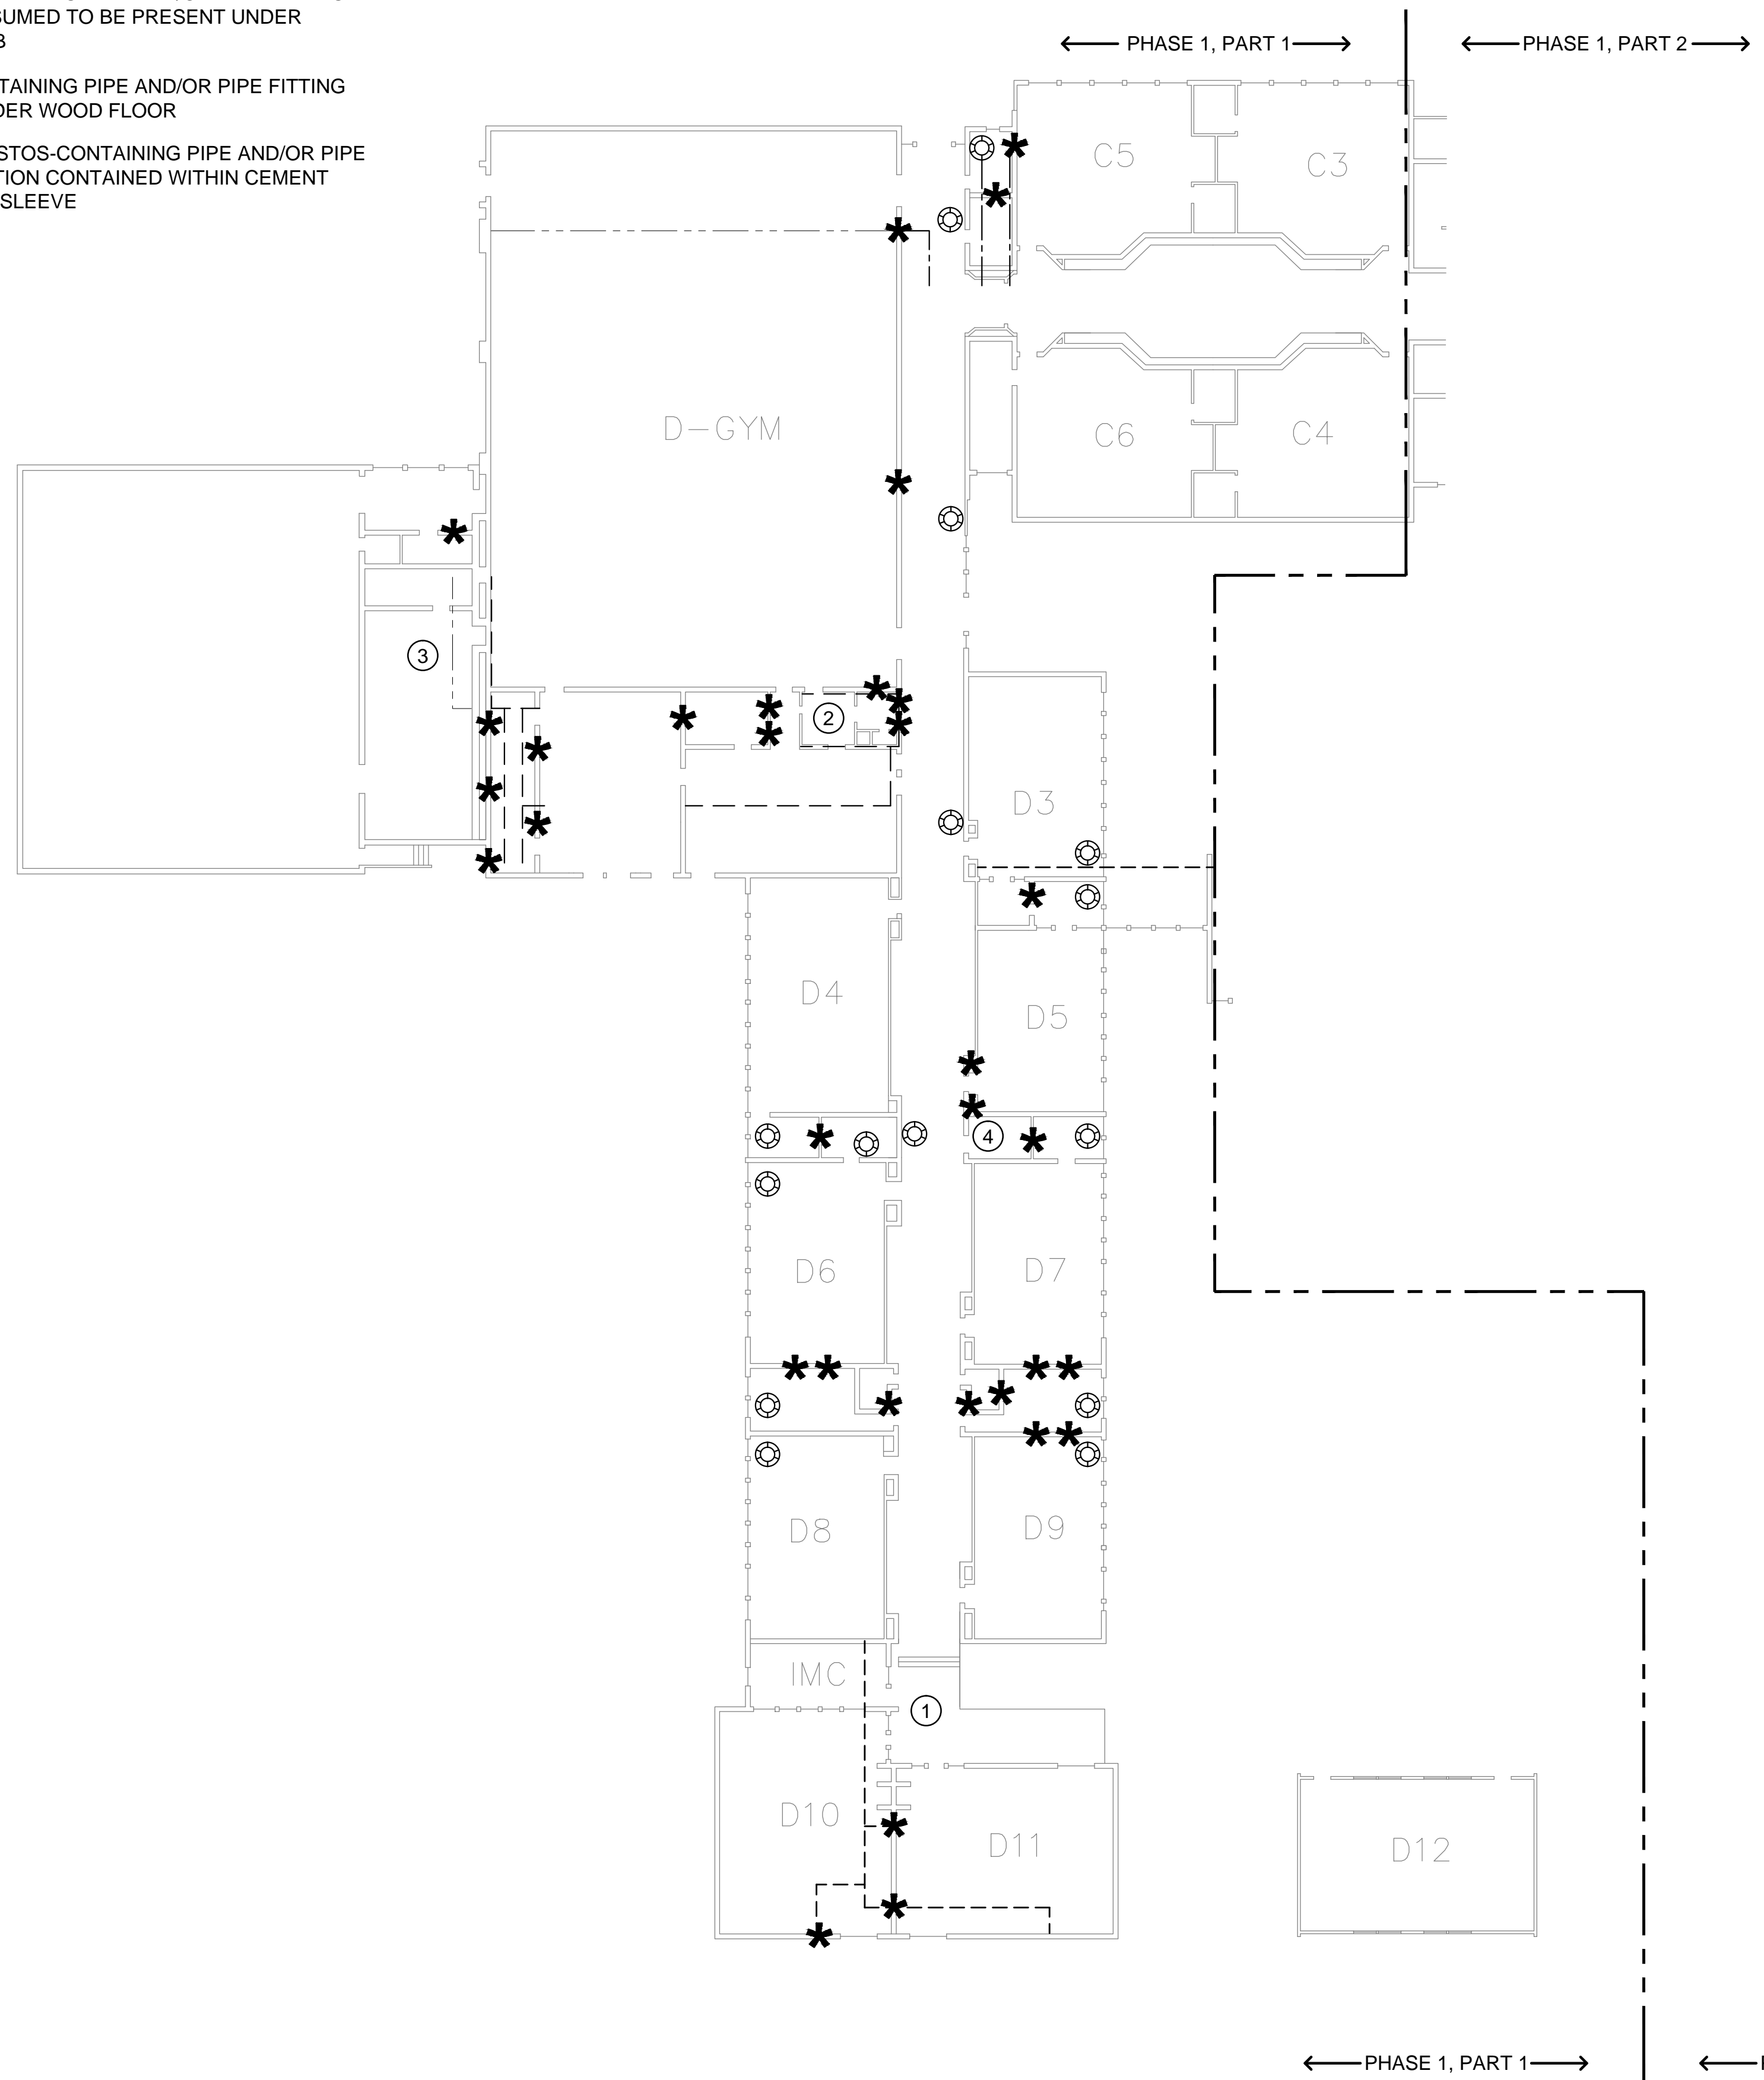 SUMED TO BE PRESENT UNDER
TAINING PIPE AND/OR PIPE FITTING
DER WOOD FLOOR
STOS-CONTAINING PIPE AND/OR PIPE
TION CONTAINED WITHIN CEMENT
SLEEVE
PHASE 1, PART 1
PHASE 1, PART 2
C5
C3
D-GYM
C6
C4
3
2
D3
D4
D5
4
D6
D7
D8
D9
IMC
1
D10
D11
D12
PHASE 1, PART 1